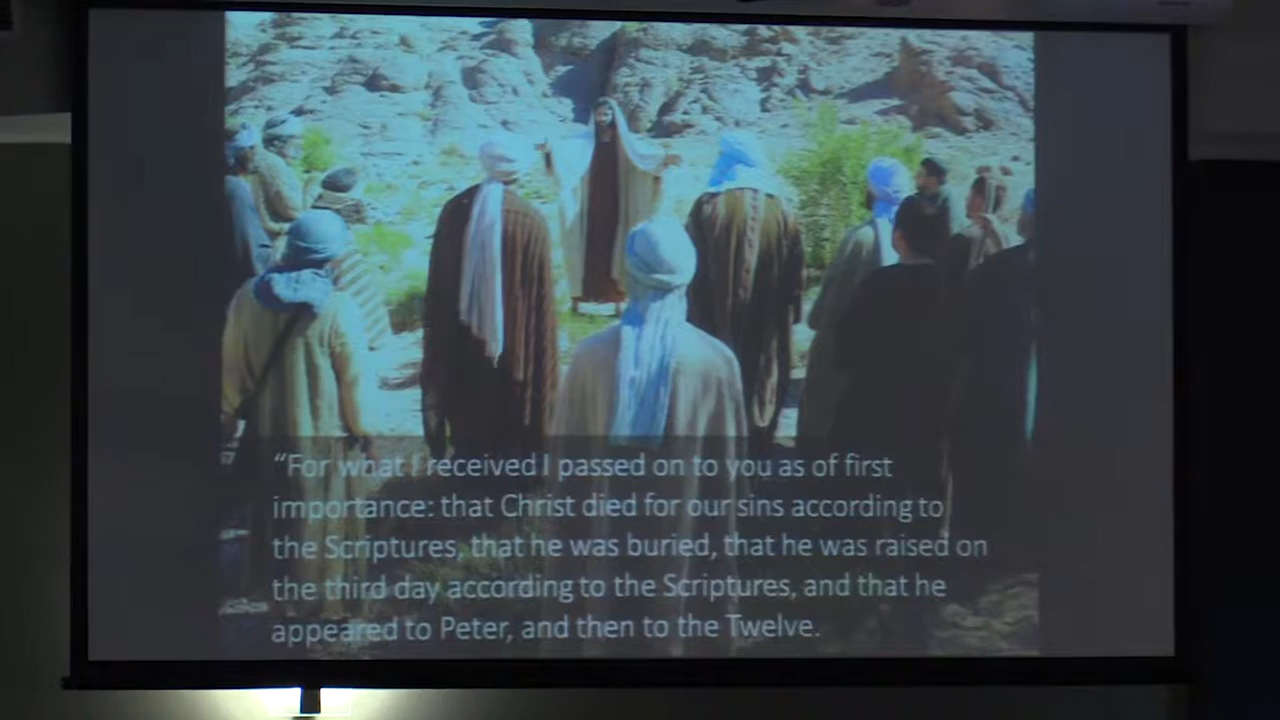 “For what I received I passed on to you as of first
importance: that Christ died for our sins according to
the Scriptures, that he was buried, that he was raised on
the third day according to the Scriptures, and that he
appeared to Peter, and then to the Twelve.